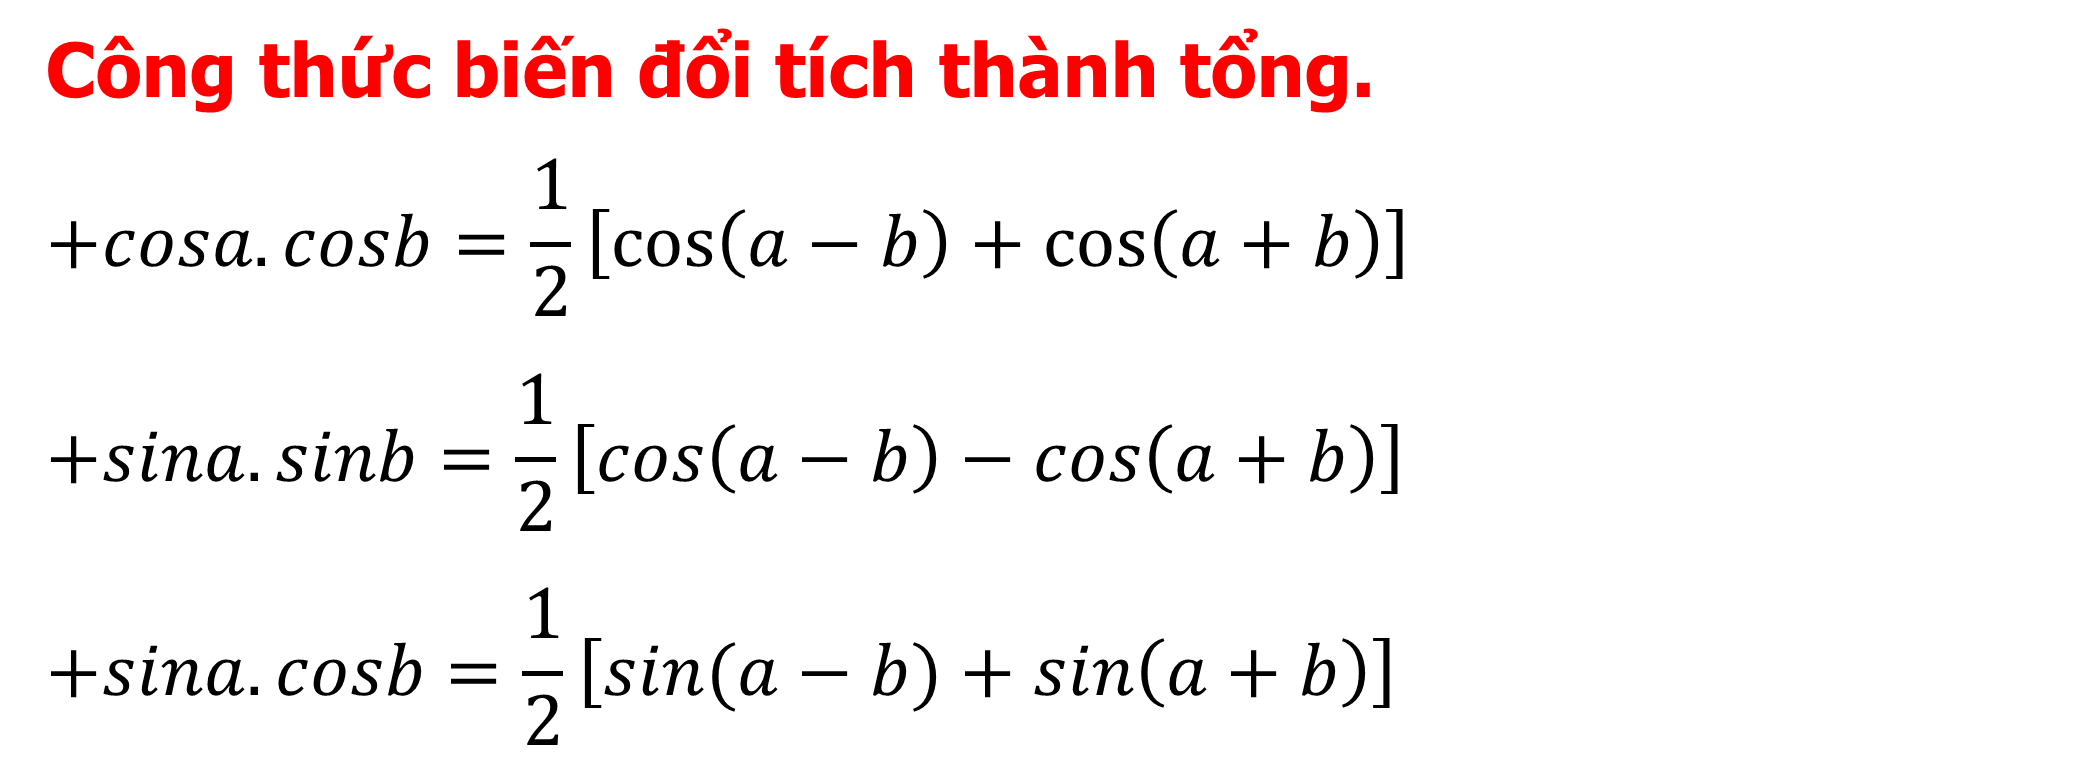 Công thức biến đổi tích thành tổng.
+cosa. cosb = 1/2 [cos(a − b) + cos(a + b)]
+sina. sinb = 1/2 [cos(a − b) − cos(a + b)]
+sina. cosb = 1/2 [sin(a − b) + sin(a + b)]